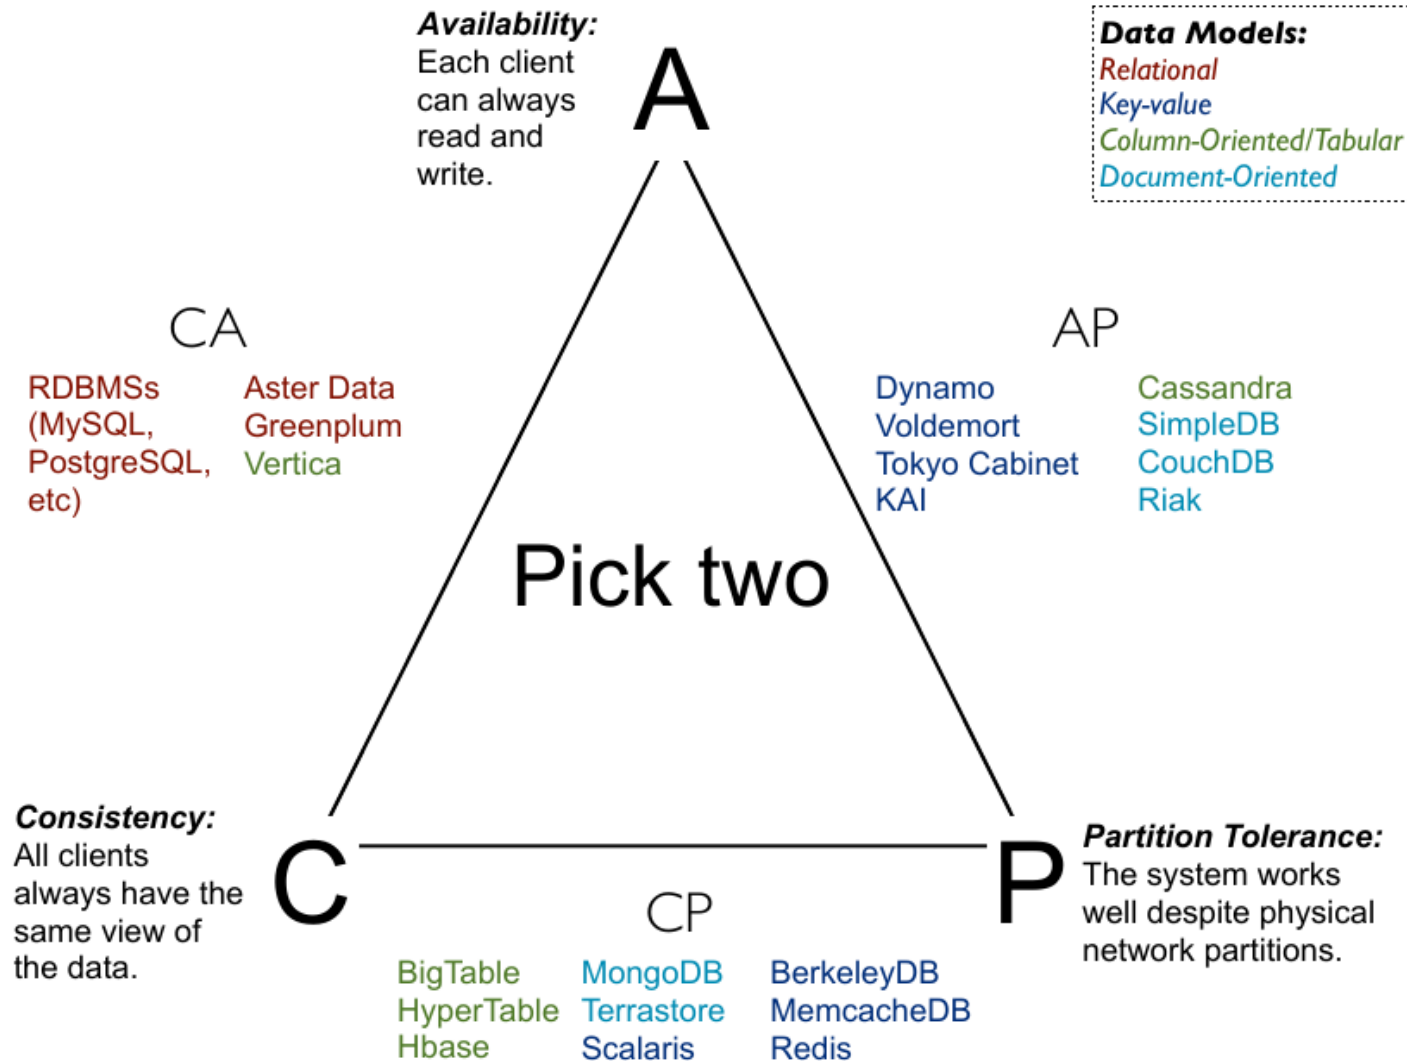 Availability:
Each client
can always
read and
write.
A
Data Models:
Relational
Key-value
Column-Oriented/Tabular
Document-Oriented
CA
RDBMSs
(MySQL,
PostgreSQL,
etc)
Aster Data
Greenplum
Vertica
AP
Dynamo
Voldemort
Tokyo Cabinet
KAI
Cassandra
SimpleDB
CouchDB
Riak
Pick two
Consistency:
All clients
always have the
same view of
the data.
C
P
Partition Tolerance:
The system works
well despite physical
network partitions.
CP
BigTable
HyperTable
Hbase
MongoDB
Terrastore
Scalaris
BerkeleyDB
MemcacheDB
Redis